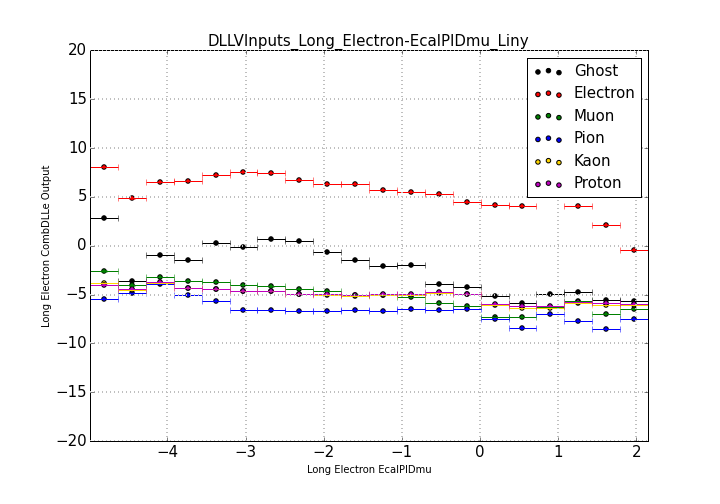 DLLVInputs_Long_Electron-EcalPIDmu_Liny
20
15
10
5
0
−5
−10
−15
−20
Long Electron CombDLLe Output
Ghost
Electron
Muon
Pion
Kaon
Proton
−4 −3 −2 −1 0 1 2
Long Electron EcalPIDmu